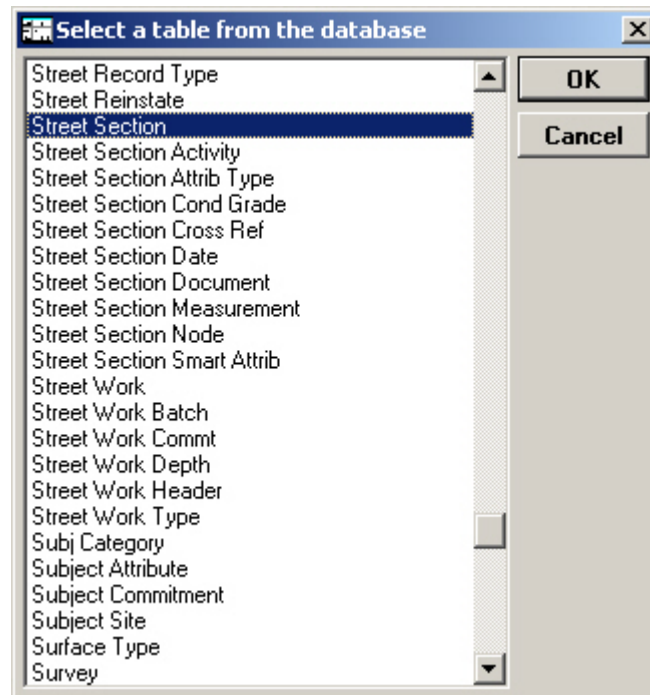 Select a table from the database
Street Record Type
Street Reinstate
Street Section
Street Section Activity
Street Section Attrib Type
Street Section Cond Grade
Street Section Cross Ref
Street Section Date
Street Section Document
Street Section Measurement
Street Section Node
Street Section Smart Attrib
Street Work
Street Work Batch
Street Work Commt
Street Work Depth
Street Work Header
Street Work Type
Subj Category
Subject Attribute
Subject Commitment
Subject Site
Surface Type
Survey
OK
Cancel